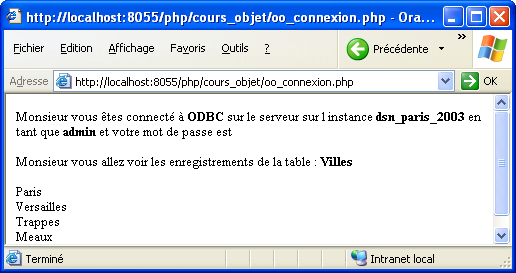 http://localhost:8055/php/cours_objet/oo_connexion.php - Ora...
Fichier Edition Affichage Favoris Outils ? » Précédente »
Adresse http://localhost:8055/php/cours_objet/oo_connexion.php OK
Monsieur vous êtes connecté à ODBC sur le serveur sur l instance dsn_paris_2003 en
tant que admin et votre mot de passe est
Monsieur vous allez voir les enregistrements de la table : Villes
Paris
Versailles
Trappes
Meaux
Terminé Intranet local